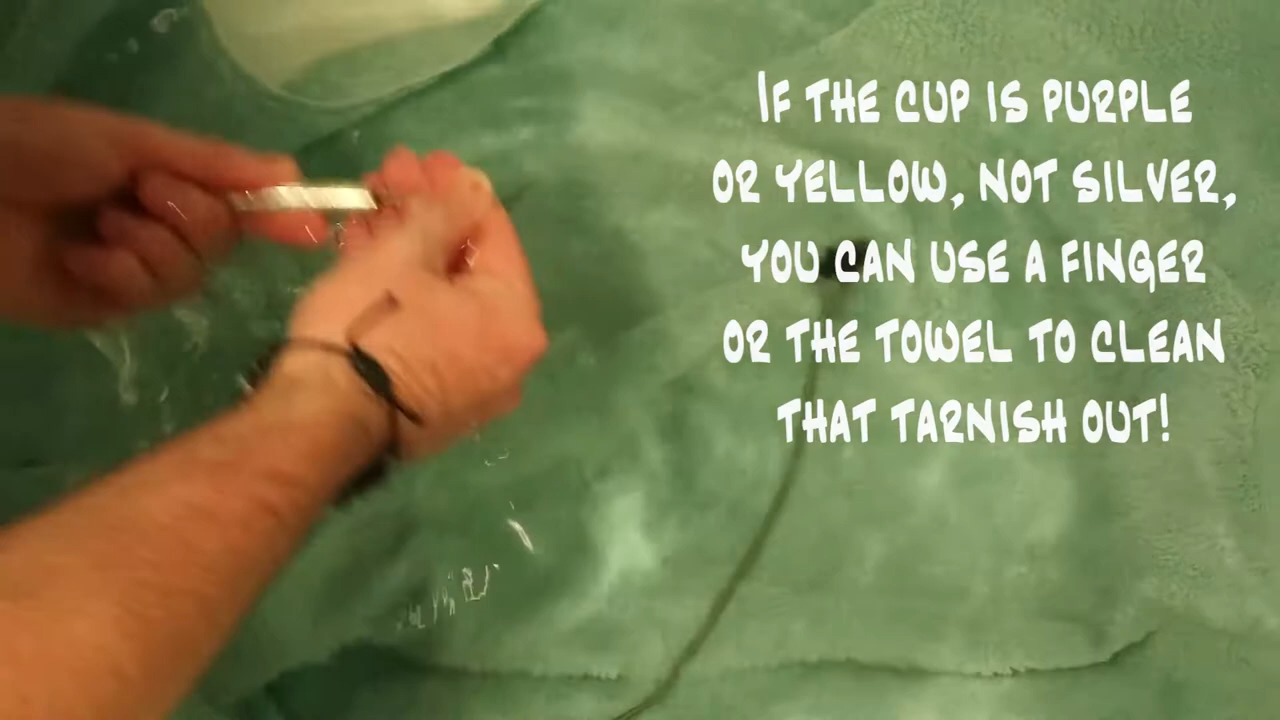 IF THE CUP IS PURPLE
OR YELLOW, NOT SILVER,
YOU CAN USE A FINGER
OR THE TOWEL TO CLEAN
THAT TARNISH OUT!